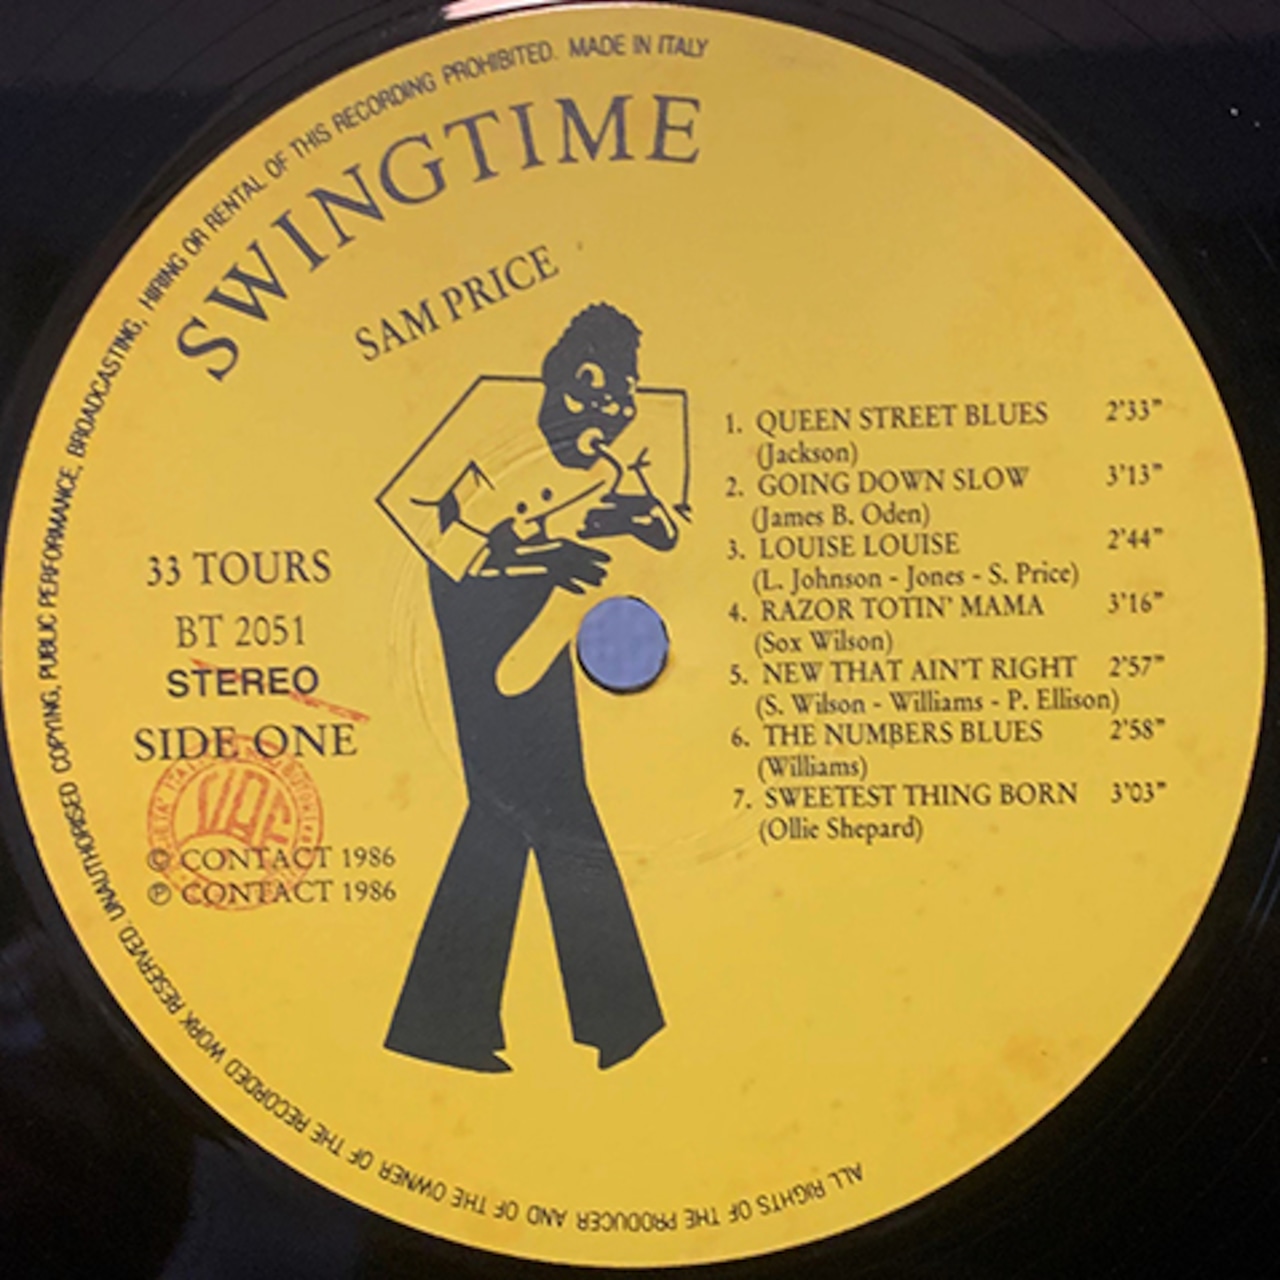 ALL RIGHTS OF THE PRODUCER AND OF THE OWNER OF THE RECORDED WORK RESERVED. UNAUTHORISED COPYING, PUBLIC PERFORMANCE, BROADCASTING, HIRING OR RENTAL OF THIS RECORDING PROHIBITED. MADE IN ITALY
SWINGTIME
SAM PRICE
33 TOURS
BT 2051
STEREO
SIDE ONE
© CONTACT 1986
℗ CONTACT 1986
1. QUEEN STREET BLUES 2'33"
(Jackson)
2. GOING DOWN SLOW 3'13"
(James B. Oden)
3. LOUISE LOUISE 2'44"
(L. Johnson - Jones - S. Price)
4. RAZOR TOTIN' MAMA 3'16"
(Sox Wilson)
5. NEW THAT AIN'T RIGHT 2'57"
(S. Wilson - Williams - P. Ellison)
6. THE NUMBERS BLUES 2'58"
(Williams)
7. SWEETEST THING BORN 3'03"
(Ollie Shepard)